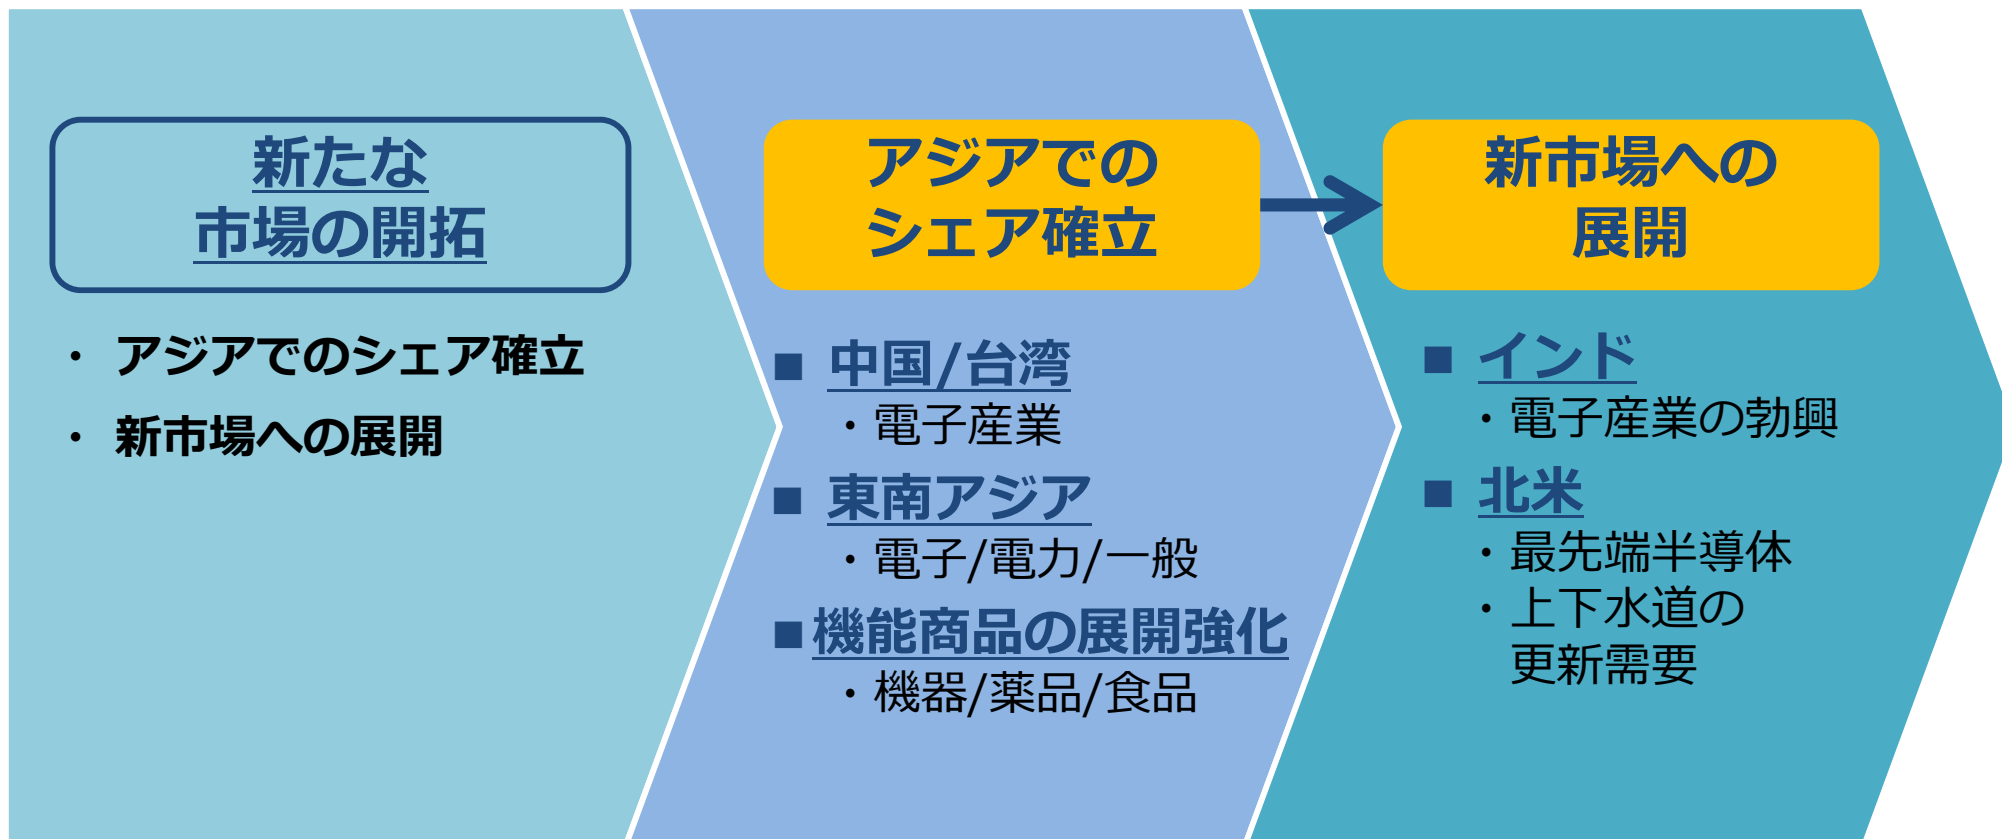 新たな
市場の開拓
・ アジアでのシェア確立
・ 新市場への展開
アジアでの
シェア確立
■ 中国/台湾
・電子産業
■ 東南アジア
・電子/電力/一般
■機能商品の展開強化
・機器/薬品/食品
新市場への
展開
■ インド
・電子産業の勃興
■ 北米
・最先端半導体
・上下水道の
更新需要